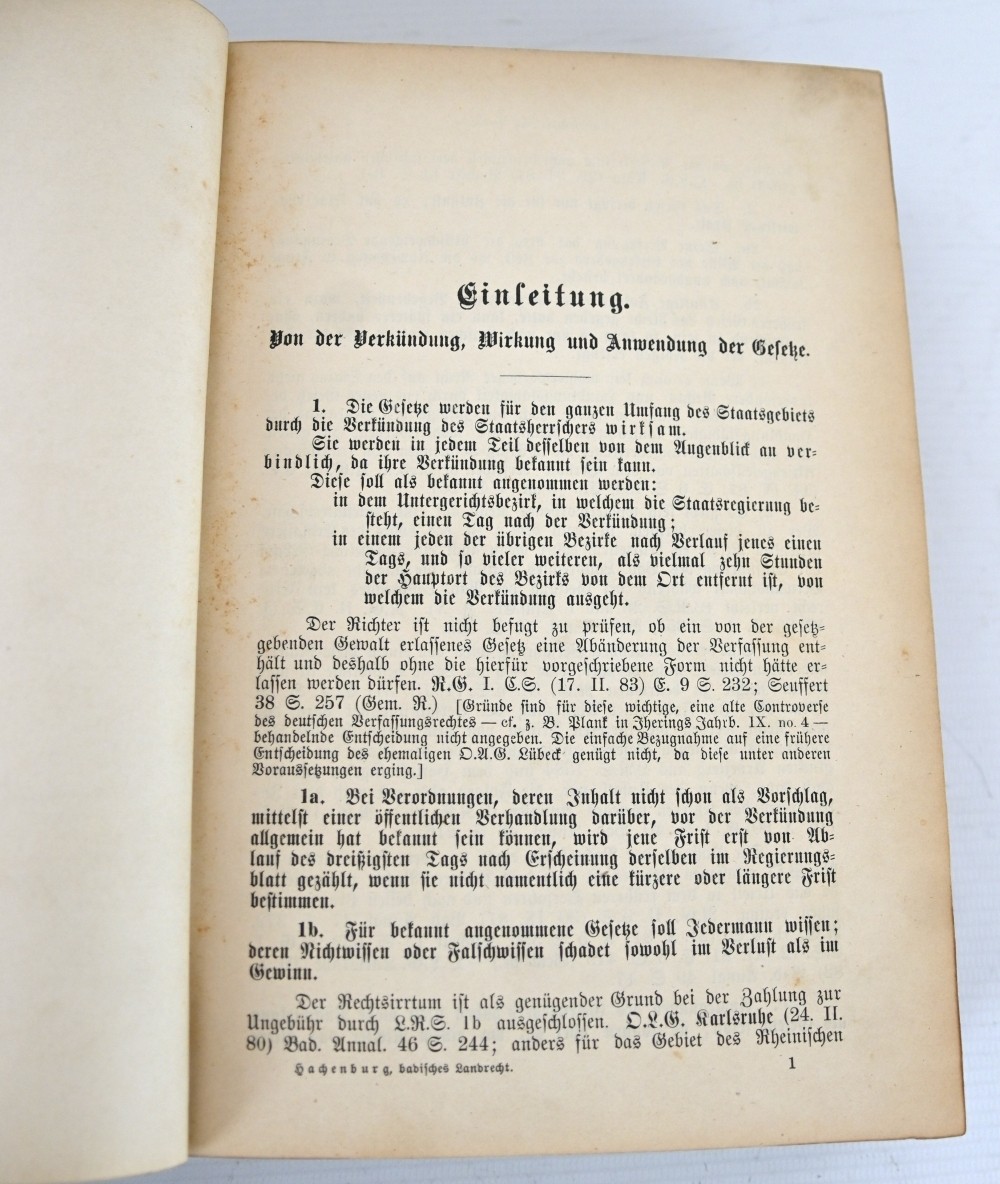 Einleitung.
Von der Verkündung, Wirkung und Anwendung der Gesetze.
1. Die Gesetze werden für den ganzen Umfang des Staatsgebiets
durch die Verkündung des Staatsherrschers wirksam.
Sie werden in jedem Teil desselben von dem Augenblick an ver-
bindlich, da ihre Verkündung bekannt sein kann.
Diese soll als bekannt angenommen werden:
in dem Untergerichtsbezirk, in welchem die Staatsregierung be-
steht, einen Tag nach der Verkündung;
in einem jeden der übrigen Bezirke nach Verlauf jenes einen
Tags, und so vieler weiteren, als vielmal zehn Stunden
der Hauptort des Bezirks von dem Ort entfernt ist, von
welchem die Verkündung ausgeht.
Der Richter ist nicht befugt zu prüfen, ob ein von der gesetz-
gebenden Gewalt erlassenes Gesetz eine Abänderung der Verfassung ent-
hält und deshalb ohne die hierfür vorgeschriebene Form nicht hätte er-
lassen werden dürfen. R.G. I. C.S. (17. II. 83) E. 9 S. 232; Seuffert
38 S. 257 (Gem. R.) [Gründe sind für diese wichtige, eine alte Controverse
des deutschen Verfassungsrechtes — cf. z. B. Plank in Iherings Jahrb. IX. no. 4 —
behandelnde Entscheidung nicht angegeben. Die einfache Bezugnahme auf eine frühere
Entscheidung des ehemaligen O.A.G. Lübeck genügt nicht, da diese unter anderen
Voraussetzungen erging.]
1a. Bei Verordnungen, deren Inhalt nicht schon als Vorschlag,
mittelst einer öffentlichen Verhandlung darüber, vor der Verkündung
allgemein hat bekannt sein können, wird jene Frist erst von Ab-
lauf des dreißigsten Tags nach Erscheinung derselben im Regierungs-
blatt gezählt, wenn sie nicht namentlich eine kürzere oder längere Frist
bestimmen.
1b. Für bekannt angenommene Gesetze soll Jedermann wissen;
deren Nichtwissen oder Falschwissen schadet sowohl im Verlust als im
Gewinn.
Der Rechtsirrtum ist als genügender Grund bei der Zahlung zur
Ungebühr durch L.R.S. 1b ausgeschlossen. O.L.G. Karlsruhe (24. II.
80) Bad. Annal. 46 S. 244; anders für das Gebiet des Rheinischen
Hachenburg, badisches Landrecht. 1